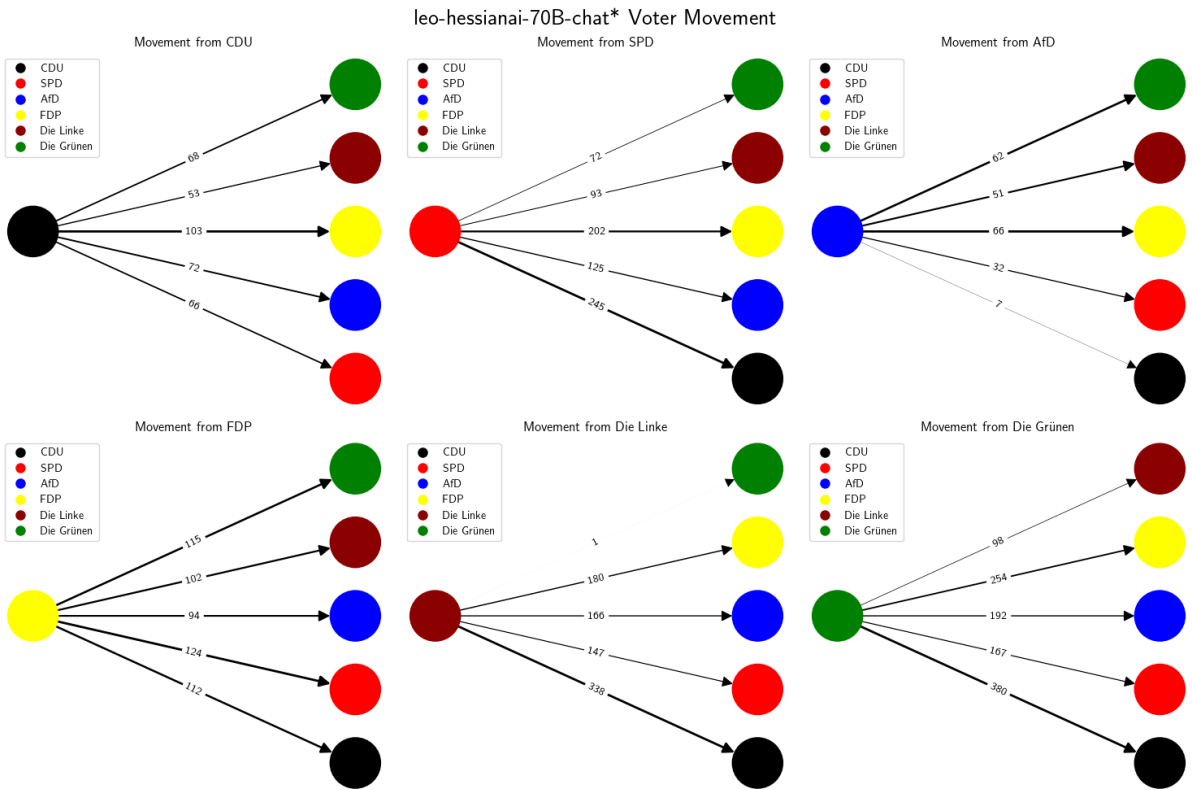 leo-hessianai-70B-chat* Voter Movement
Movement from CDU
CDU
SPD
AfD
FDP
Die Linke
Die Grünen
68
53
103
72
66
Movement from SPD
CDU
SPD
AfD
FDP
Die Linke
Die Grünen
72
93
202
125
245
Movement from AfD
CDU
SPD
AfD
FDP
Die Linke
Die Grünen
62
51
66
32
7
Movement from FDP
CDU
SPD
AfD
FDP
Die Linke
Die Grünen
115
102
94
124
112
Movement from Die Linke
CDU
SPD
AfD
FDP
Die Linke
Die Grünen
1
180
166
147
338
Movement from Die Grünen
CDU
SPD
AfD
FDP
Die Linke
Die Grünen
98
254
192
167
380